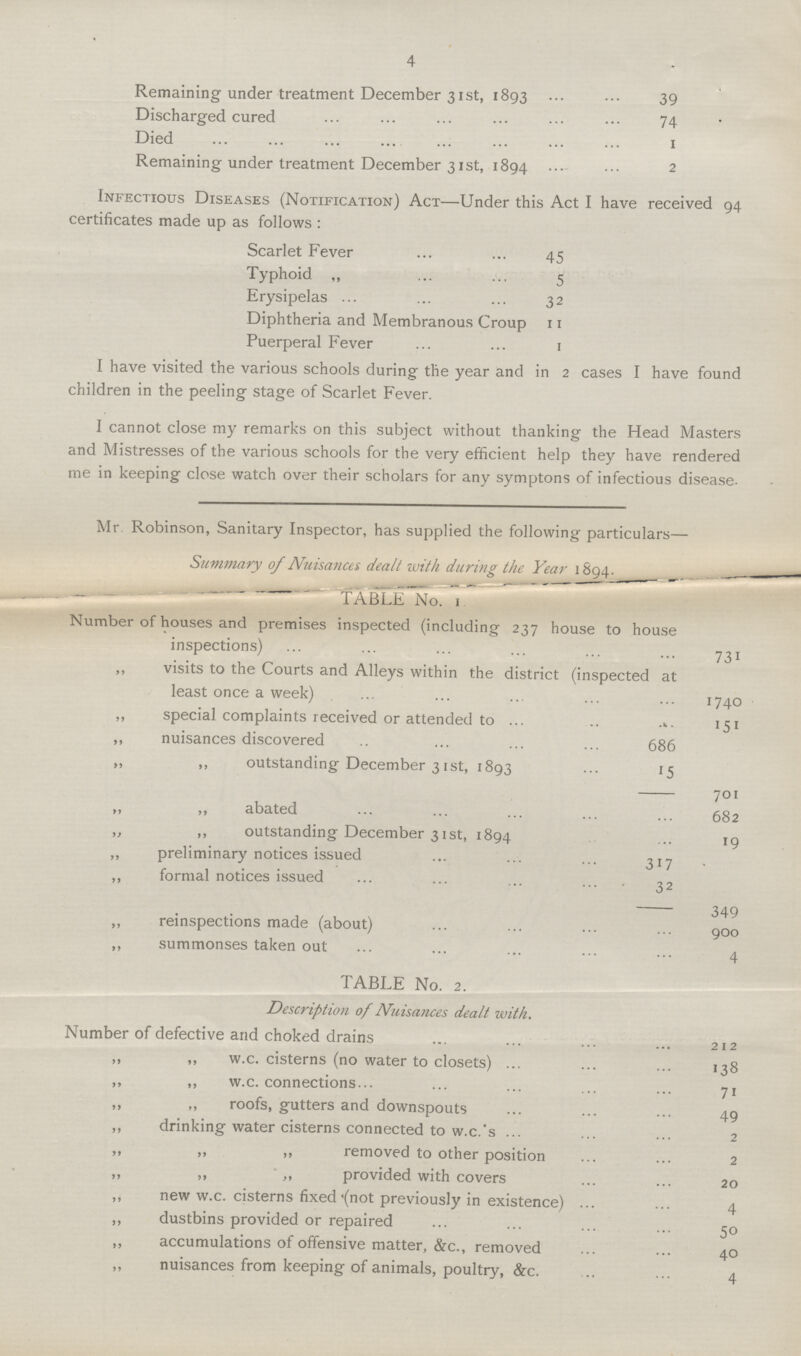 4
Remaining under treatment December 31st, 1893 ... ... 39
Discharged cured ... ... ... ... ... ... 74
Died ... ... ... ... ... ... ... ... 1
Remaining under treatment December 31st, 1894 ... ... 2
Infectious Diseases (Notification) Act—Under this Act I have received 94
certificates made up as follows :
Scarlet Fever ... ... 45
Typhoid ,, ... ... 5
Erysipelas ... ... ... 32
Diphtheria and Membranous Croup 11
Puerperal Fever ... ... 1
I have visited the various schools during the year and in 2 cases I have found
children in the peeling stage of Scarlet Fever.
I cannot close my remarks on this subject without thanking the Head Masters
and Mistresses of the various schools for the very efficient help they have rendered
me in keeping close watch over their scholars for any symptons of infectious disease.
Mr. Robinson, Sanitary Inspector, has supplied the following particulars—
Summary of Nuisances dealt with during the Year 1894.
TABLE No. 1
Number of houses and premises inspected (including 237 house to house
inspections) ... ... ... ... ... ... 731
,, visits to the Courts and Alleys within the district (inspected at
least once a week) ... ... ... ... ... 1740
,, special complaints received or attended to ... ... ... 151
,, nuisances discovered ... ... ... ... 686
,, ,, outstanding December 31st, 1893 ... 15
701
,, ,, abated ... ... ... ... ... 682
,, ,, outstanding December 31st, 1894 ... 19
,, preliminary notices issued ... ... ... 317
,, formal notices issued ... ... ... ... 32
349
,, reinspections made (about) ... ... ... ... 900
,, summonses taken out ... ... ... ... ... 4
TABLE No. 2.
Description of Nuisances dealt with.
Number of defective and choked drains ... ... ... ... 212
,, ,, w.c. cisterns (no water to closets) ... ... ... 138
,, ,, w.c. connections... ... ... ... ... 71
,, ,, roofs, gutters and downspouts ... ... ... 49
,, drinking water cisterns connected to w.c.'s ... ... ... 2
,, ,, ,, removed to other position ... ... 2
,, ,, ,, provided with covers ... ... 20
,, new w.c. cisterns fixed (not previously in existence) ... ... 4
,, dustbins provided or repaired ... ... ... ... 50
,, accumulations of offensive matter, &c., removed ... ... 40
,, nuisances from keeping of animals, poultry, &c. ... ... 4